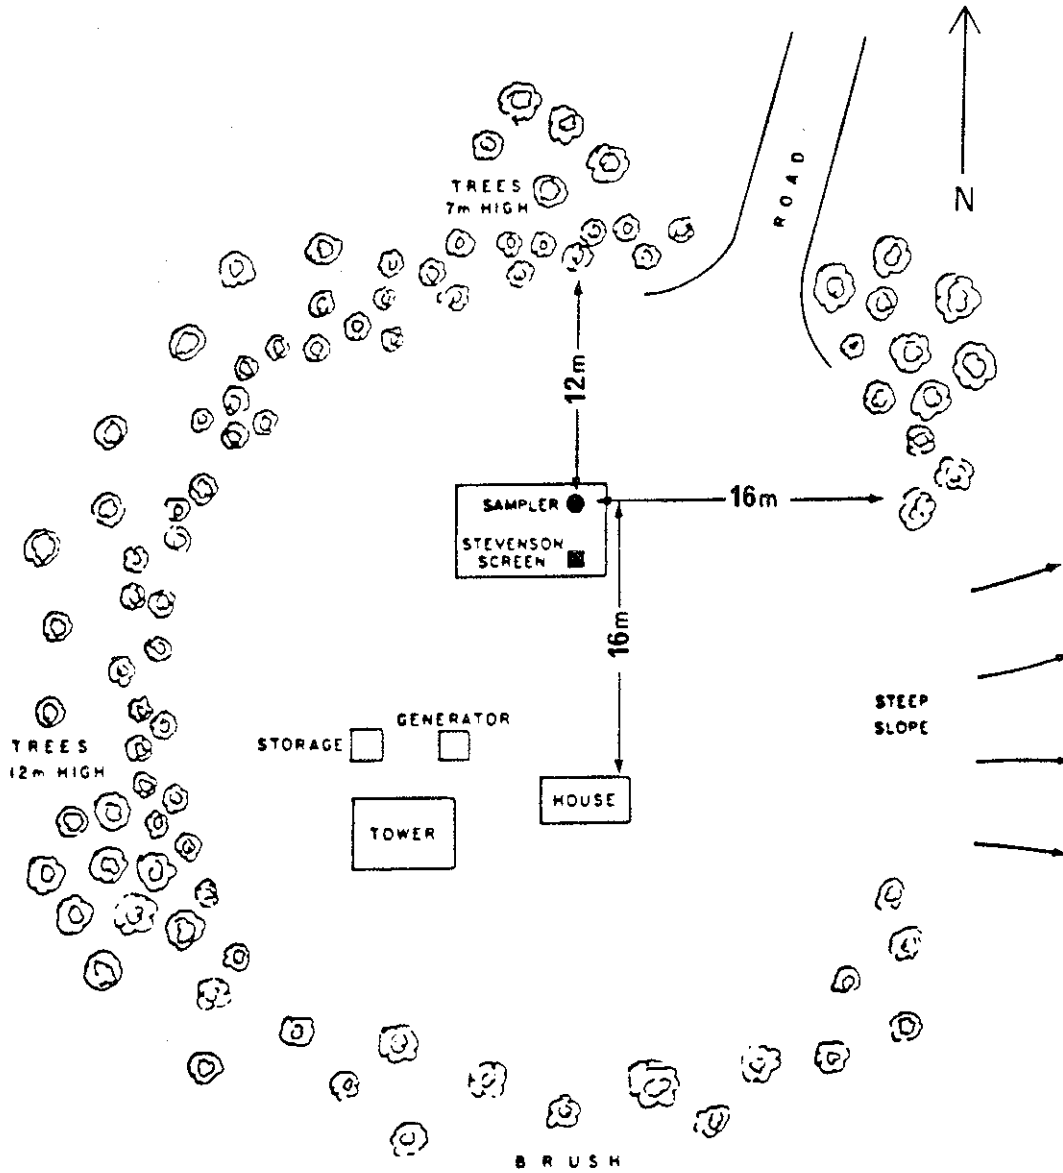 N
ROAD
TREES
7m HIGH
12m
SAMPLER
16m
STEVENSON
SCREEN
16m
STEEP
SLOPE
GENERATOR
STORAGE
TREES
12m HIGH
HOUSE
TOWER
BRUSH